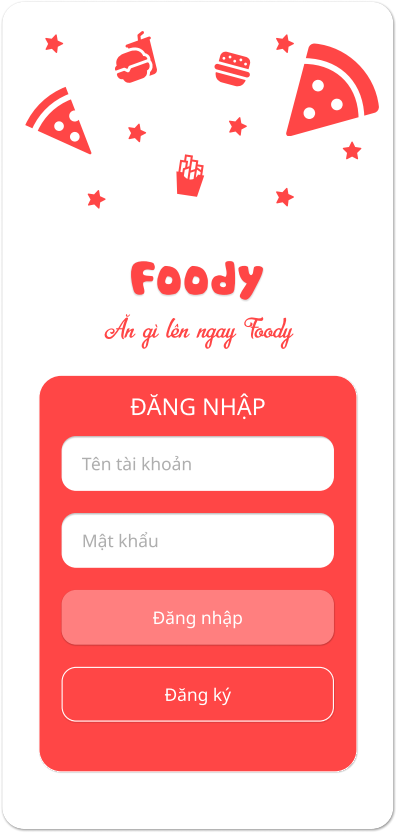 Foody
Ăn gì lên ngay Foody
ĐĂNG NHẬP
Tên tài khoản
Mật khẩu
Đăng nhập
Đăng ký